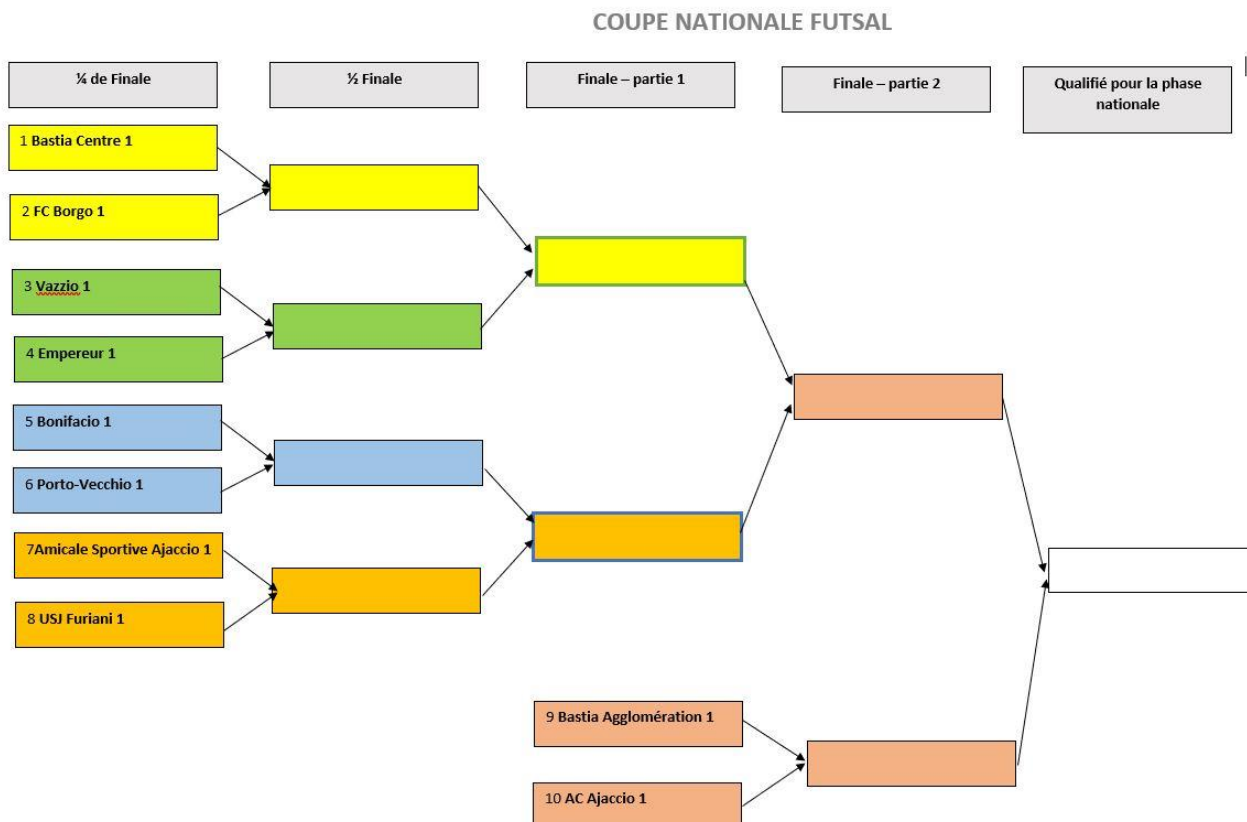 COUPE NATIONALE FUTSAL
¼ de Finale
½ Finale
Finale – partie 1
Finale – partie 2
Qualifié pour la phase
nationale
1 Bastia Centre 1
2 FC Borgo 1
3 Vazzio 1
4 Empereur 1
5 Bonifacio 1
6 Porto-Vecchio 1
7Amicale Sportive Ajaccio 1
8 USJ Furiani 1
9 Bastia Agglomération 1
10 AC Ajaccio 1